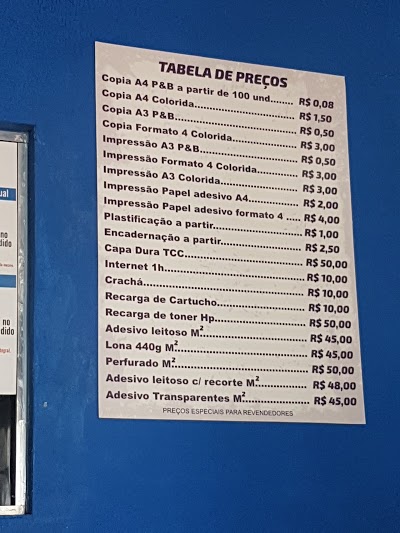 TABELA DE PREÇOS
Copia A4 P&B a partir de 100 und........ R$ 0,08
Copia A4 Colorida........................ R$ 1,50
Copia A3 P&B............................. R$ 0,50
Copia Formato 4 Colorida................ R$ 3,00
Impressão A3 P&B........................ R$ 0,50
Impressão Formato 4 Colorida............ R$ 3,00
Impressão A3 Colorida................... R$ 3,00
Impressão Papel adesivo A4.............. R$ 2,00
Impressão Papel adesivo formato 4 ..... R$ 4,00
Plastificação a partir................... R$ 1,00
Encadernação a partir................... R$ 2,50
Capa Dura TCC........................... R$ 50,00
Internet 1h.............................. R$ 10,00
Crachá................................... R$ 10,00
Recarga de Cartucho..................... R$ 10,00
Recarga de toner Hp..................... R$ 50,00
Adesivo leitoso M²...................... R$ 45,00
Lona 440g M²............................ R$ 45,00
Perfurado M²............................ R$ 50,00
Adesivo leitoso c/ recorte M²........... R$ 48,00
Adesivo Transparentes M²................ R$ 45,00
PREÇOS ESPECIAIS PARA REVENDEDORES
ual
no
dido
no
dido